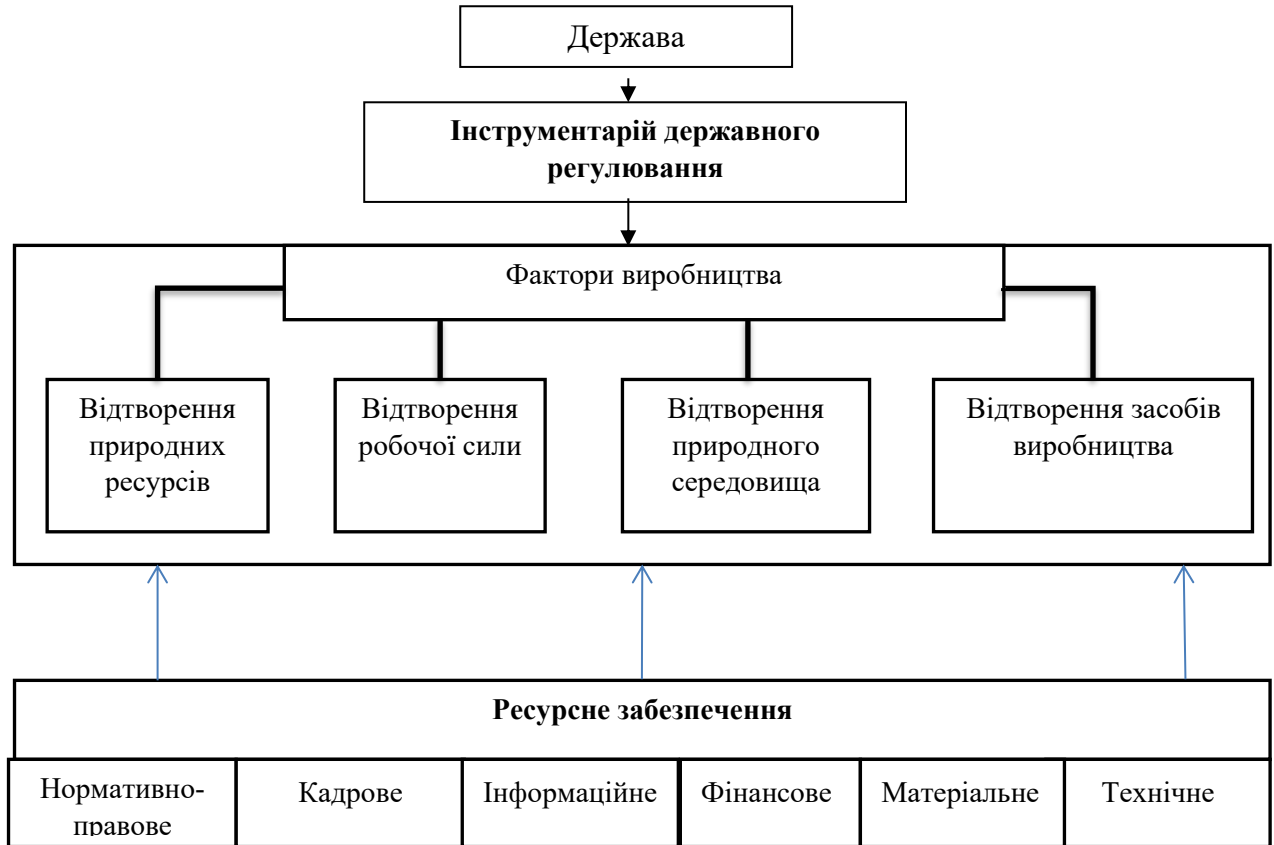 Держава
Інструментарій державного
регулювання
Фактори виробництва
Відтворення
природних
ресурсів
Відтворення
робочої сили
Відтворення
природного
середовища
Відтворення засобів
виробництва
Ресурсне забезпечення
Нормативно-
правове
Кадрове
Інформаційне
Фінансове
Матеріальне
Технічне